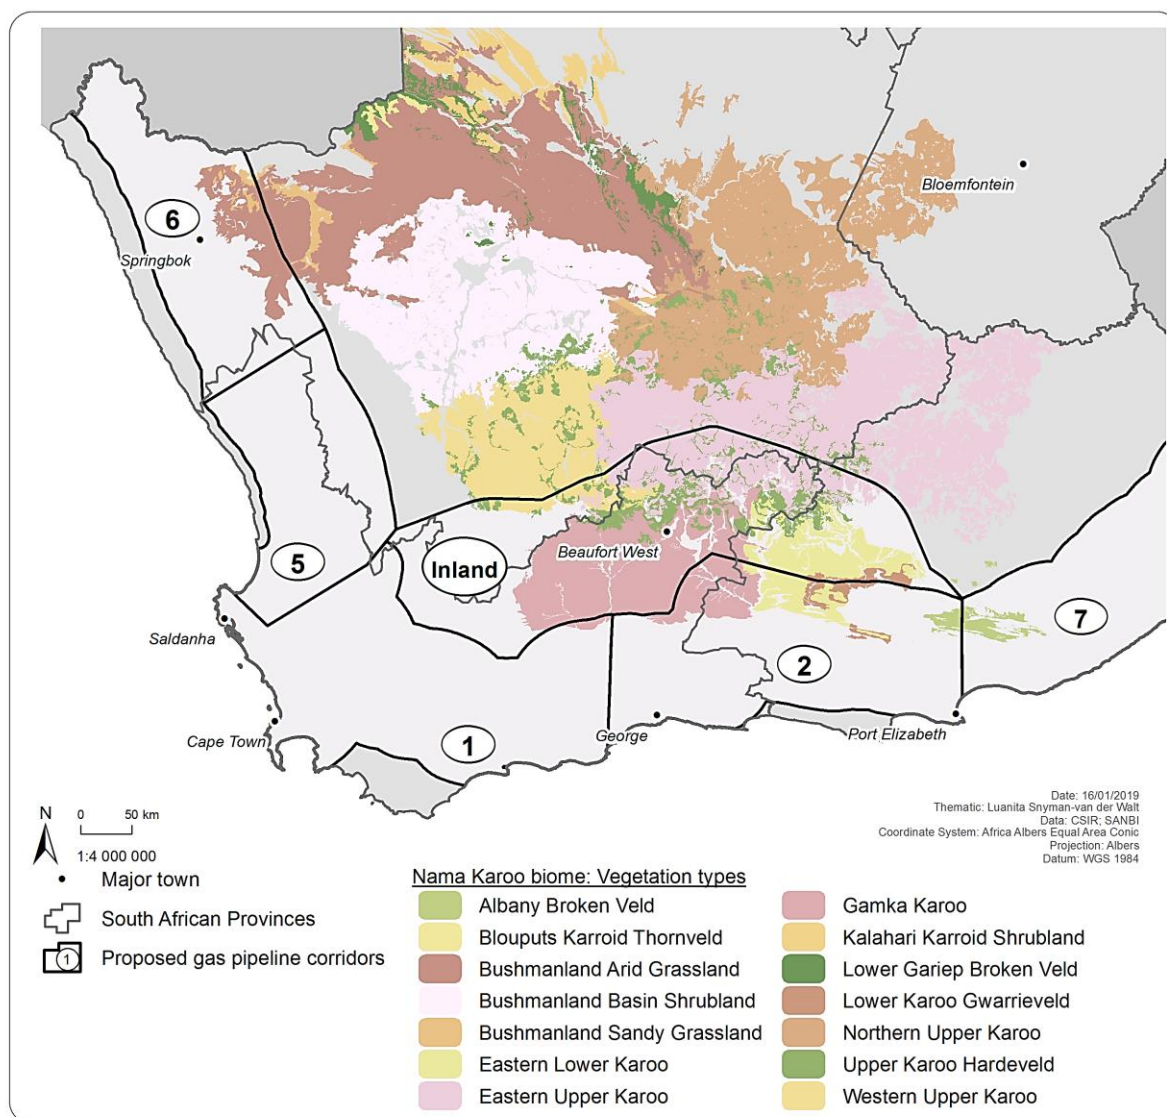 6
Springbok
Bloemfontein
Beaufort West
Inland
5
7
Saldanha
2
Cape Town
1
George
Port Elizabeth
Date: 16/01/2019
Thematic: Luanita Snyman-van der Walt
Data: CSIR; SANBI
Coordinate System: Africa Albers Equal Area Conic
Projection: Albers
Datum: WGS 1984
N
0 50 km
1:4 000 000
Major town
South African Provinces
1 Proposed gas pipeline corridors
Nama Karoo biome: Vegetation types
Albany Broken Veld
Blouputs Karroid Thornveld
Bushmanland Arid Grassland
Bushmanland Basin Shrubland
Bushmanland Sandy Grassland
Eastern Lower Karoo
Eastern Upper Karoo
Gamka Karoo
Kalahari Karroid Shrubland
Lower Gariep Broken Veld
Lower Karoo Gwarrieveld
Northern Upper Karoo
Upper Karoo Hardeveld
Western Upper Karoo